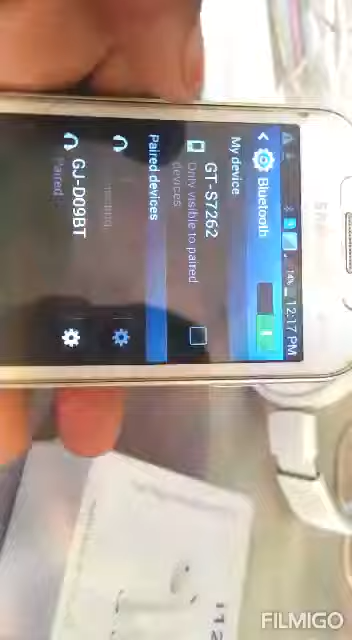 14% 12:17 PM
Bluetooth
My device
GT-S7262
Only visible to paired
devices
Paired devices
GJ-D09BT
Paired
FILMIGO